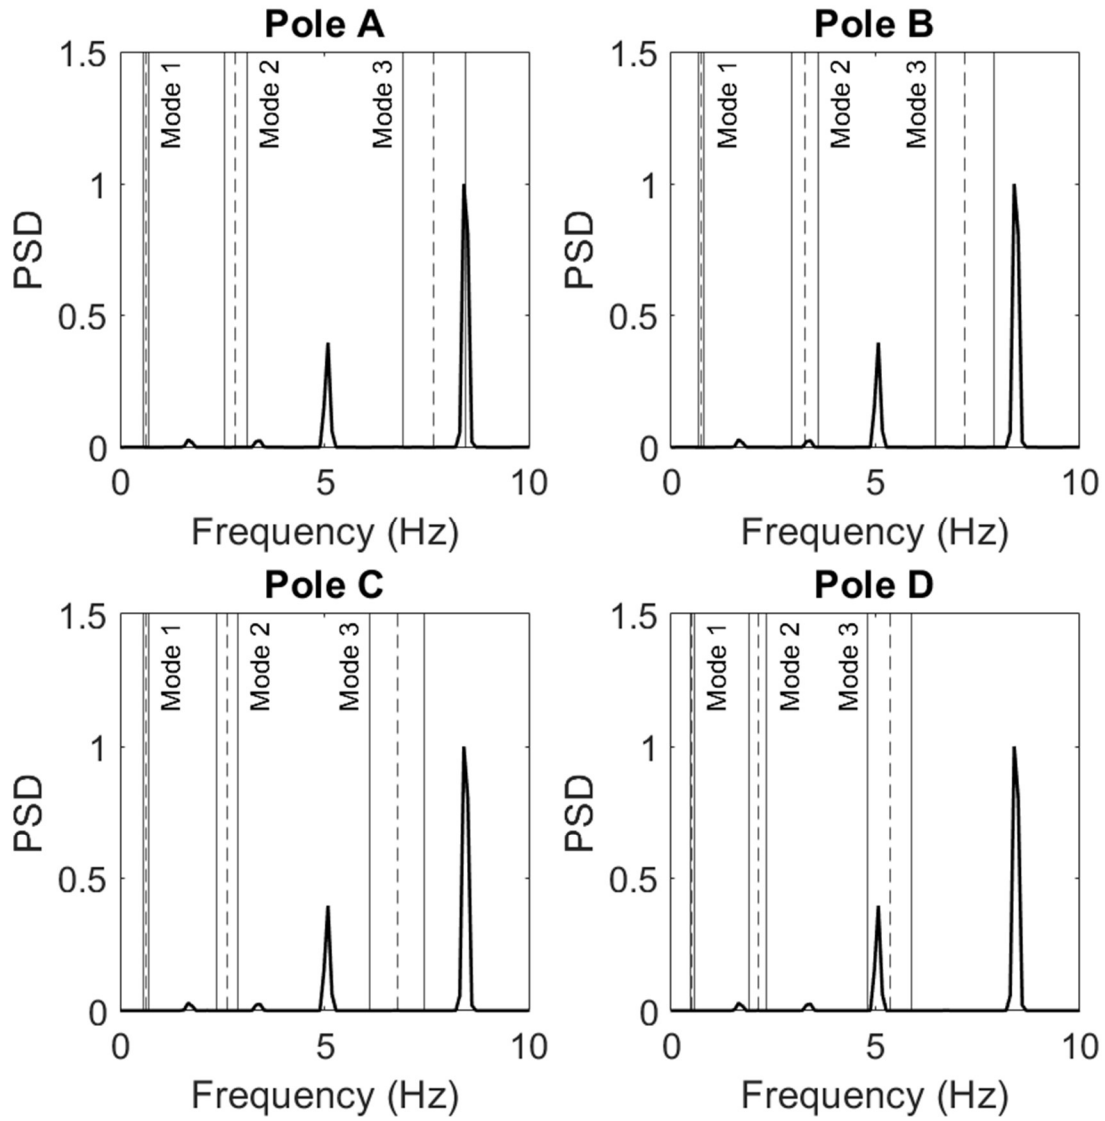 Pole A
1.5
1
0.5
0
PSD
Mode 1
Mode 2
Mode 3
0 5 10
Frequency (Hz)
Pole B
1.5
1
0.5
0
PSD
Mode 1
Mode 2
Mode 3
0 5 10
Frequency (Hz)
Pole C
1.5
1
0.5
0
PSD
Mode 1
Mode 2
Mode 3
0 5 10
Frequency (Hz)
Pole D
1.5
1
0.5
0
PSD
Mode 1
Mode 2
Mode 3
0 5 10
Frequency (Hz)